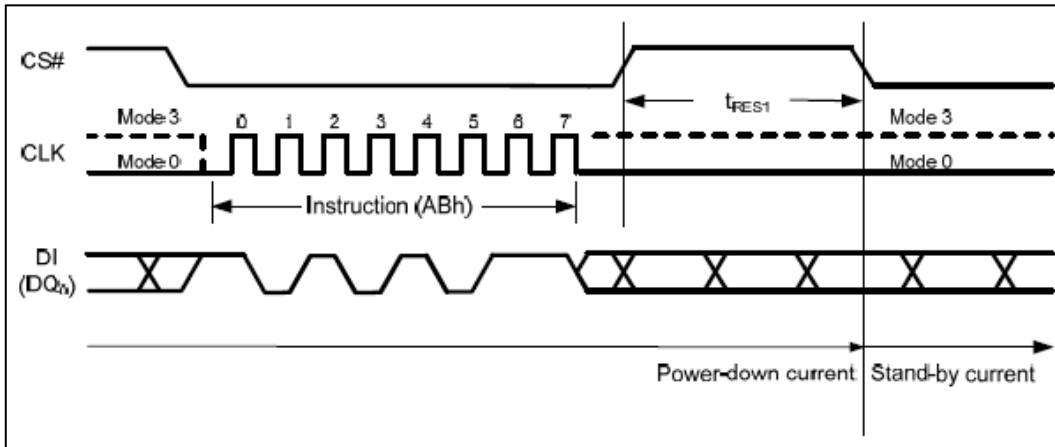 CS#
tRES1
0 1 2 3 4 5 6 7
Mode 3 Mode 3
CLK
Mode 0 Mode 0
Instruction (ABh)
DI
(DQ₀)
Power-down current Stand-by current